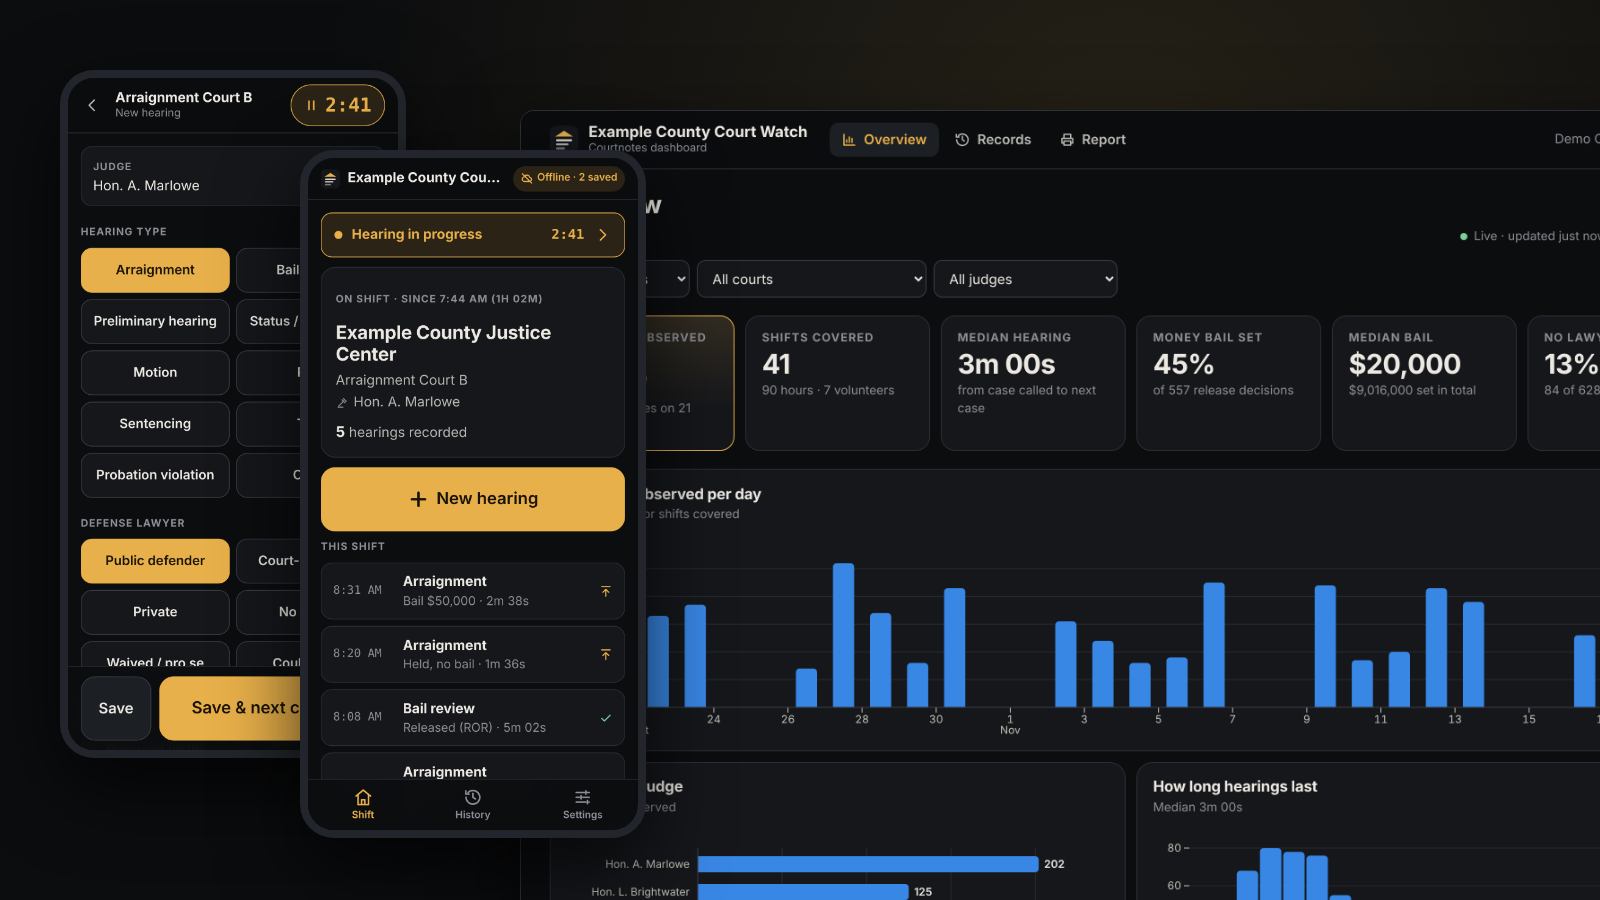 Arraignment Court B
New hearing
2:41
JUDGE
Hon. A. Marlowe
HEARING TYPE
Arraignment
Bail
Preliminary hearing
Status /
Motion
Sentencing
Probation violation
DEFENSE LAWYER
Public defender
Court-
Private
No
Waived / pro se
Save
Save & next c
Example County Cou...
Offline · 2 saved
Hearing in progress
2:41
ON SHIFT · SINCE 7:44 AM (1H 02M)
Example County Justice
Center
Arraignment Court B
Hon. A. Marlowe
5 hearings recorded
New hearing
THIS SHIFT
8:31 AM
Arraignment
Bail $50,000 · 2m 38s
8:20 AM
Arraignment
Held, no bail · 1m 36s
8:08 AM
Bail review
Released (ROR) · 5m 02s
Arraignment
Shift
History
Settings
Example County Court Watch
Courtnotes dashboard
Overview
Records
Report
Demo
w
Live · updated just now
All courts
All judges
SHIFTS COVERED
41
90 hours · 7 volunteers
MEDIAN HEARING
3m 00s
from case called to next
case
MONEY BAIL SET
45%
of 557 release decisions
MEDIAN BAIL
$20,000
$9,016,000 set in total
NO
13%
84 of 628
es on 21
bserved per day
or shifts covered
24
26
28
30
1
Nov
3
5
7
9
11
13
15
udge
erved
Hon. A. Marlowe
202
Hon. L. Brightwater
125
How long hearings last
Median 3m 00s
80
60